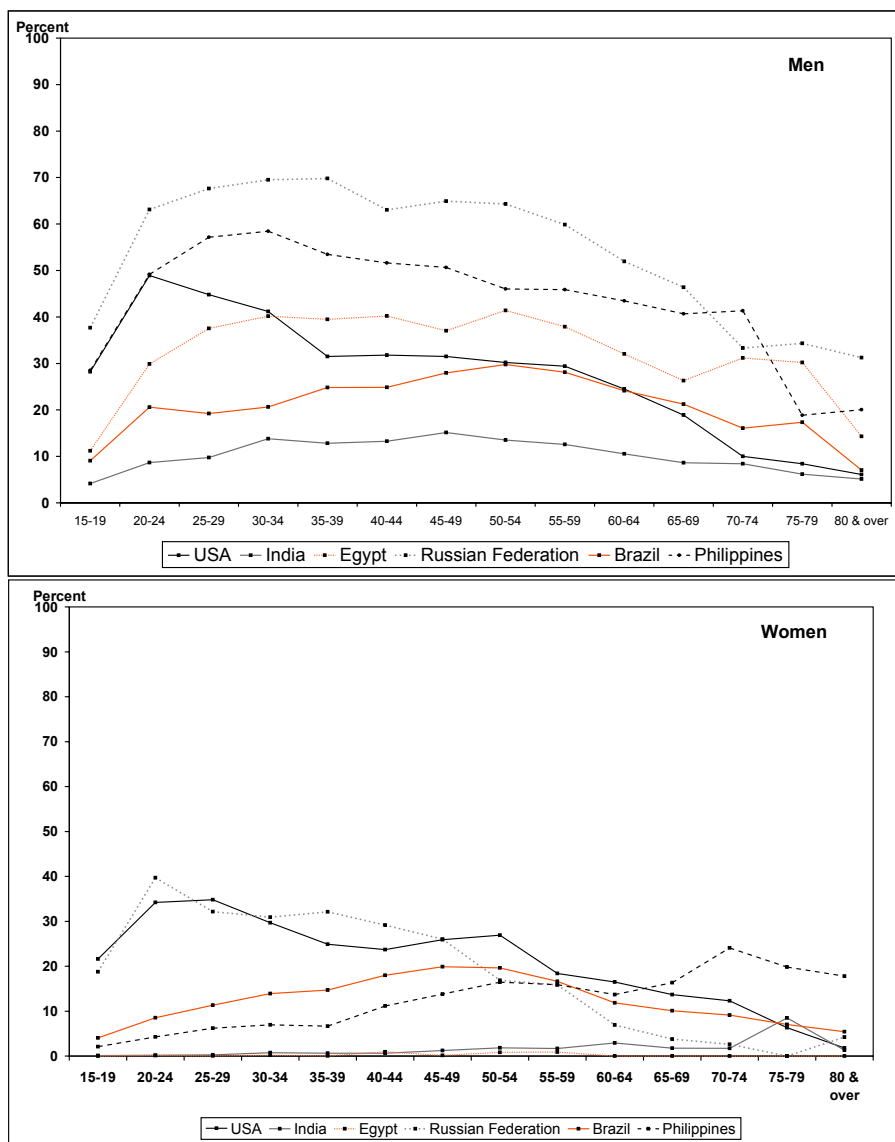 Percent
Men
100
90
80
70
60
50
40
30
20
10
0
15-19 20-24 25-29 30-34 35-39 40-44 45-49 50-54 55-59 60-64 65-69 70-74 75-79 80 & over
USA India Egypt Russian Federation Brazil Philippines
Percent
Women
100
90
80
70
60
50
40
30
20
10
0
15-19 20-24 25-29 30-34 35-39 40-44 45-49 50-54 55-59 60-64 65-69 70-74 75-79 80 &
over
USA India Egypt Russian Federation Brazil Philippines